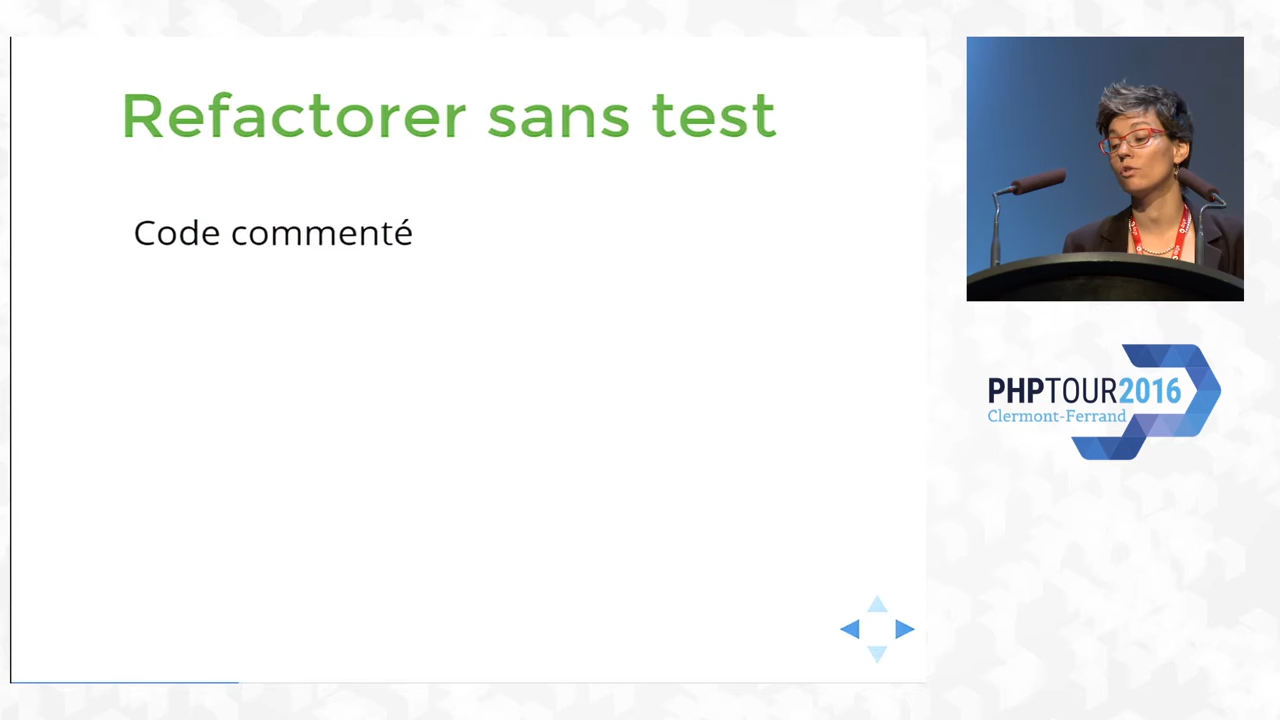 Refactorer sans test
Code commenté
PHPTOUR2016
Clermont-Ferrand